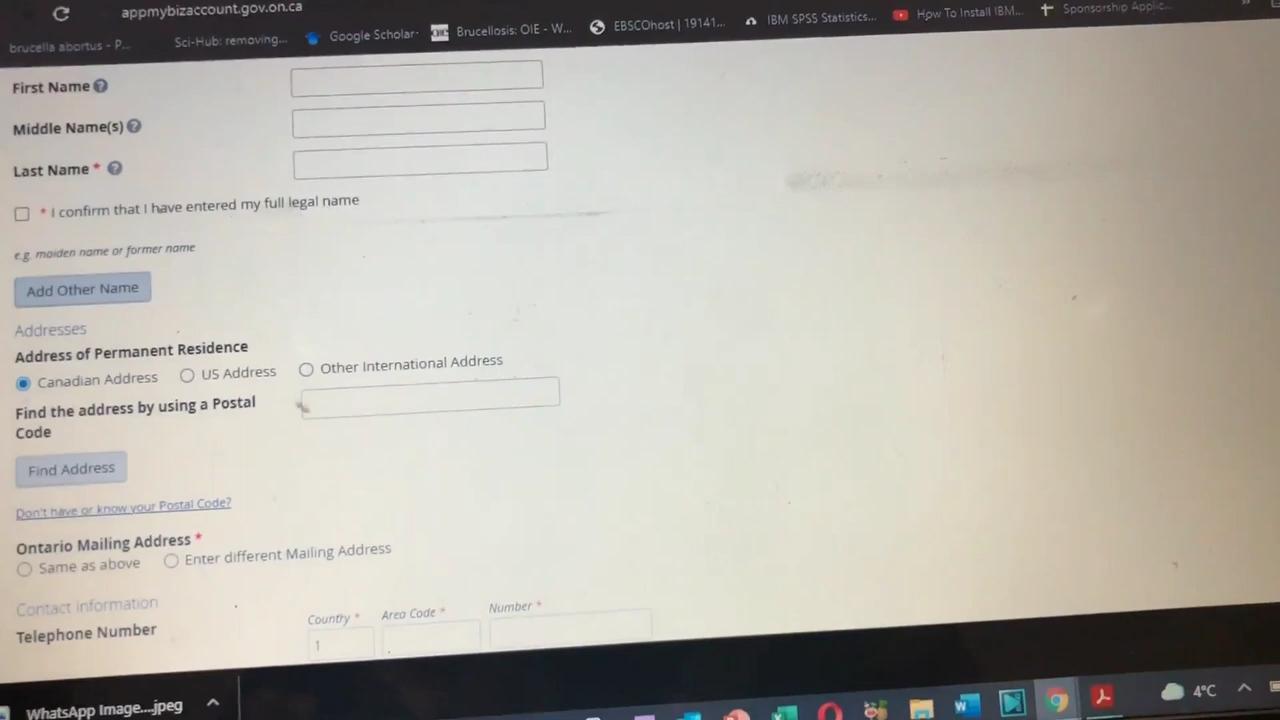 appmybizaccount.gov.on.ca
brucella abortus - P... Sci-Hub: removing... Google Scholar Brucellosis: OIE - W... EBSCOhost | 19141... IBM SPSS Statistics... How To Install IBM... Sponsorship Applic...
First Name ?
Middle Name(s) ?
Last Name * ?
* I confirm that I have entered my full legal name
e.g. maiden name or former name
Add Other Name
Addresses
Address of Permanent Residence
Canadian Address US Address Other International Address
Find the address by using a Postal
Code
Find Address
Don't have or know your Postal Code?
Ontario Mailing Address *
Same as above Enter different Mailing Address
Contact information
Country * Area Code * Number *
Telephone Number
1
WhatsApp Image....jpeg
4°C